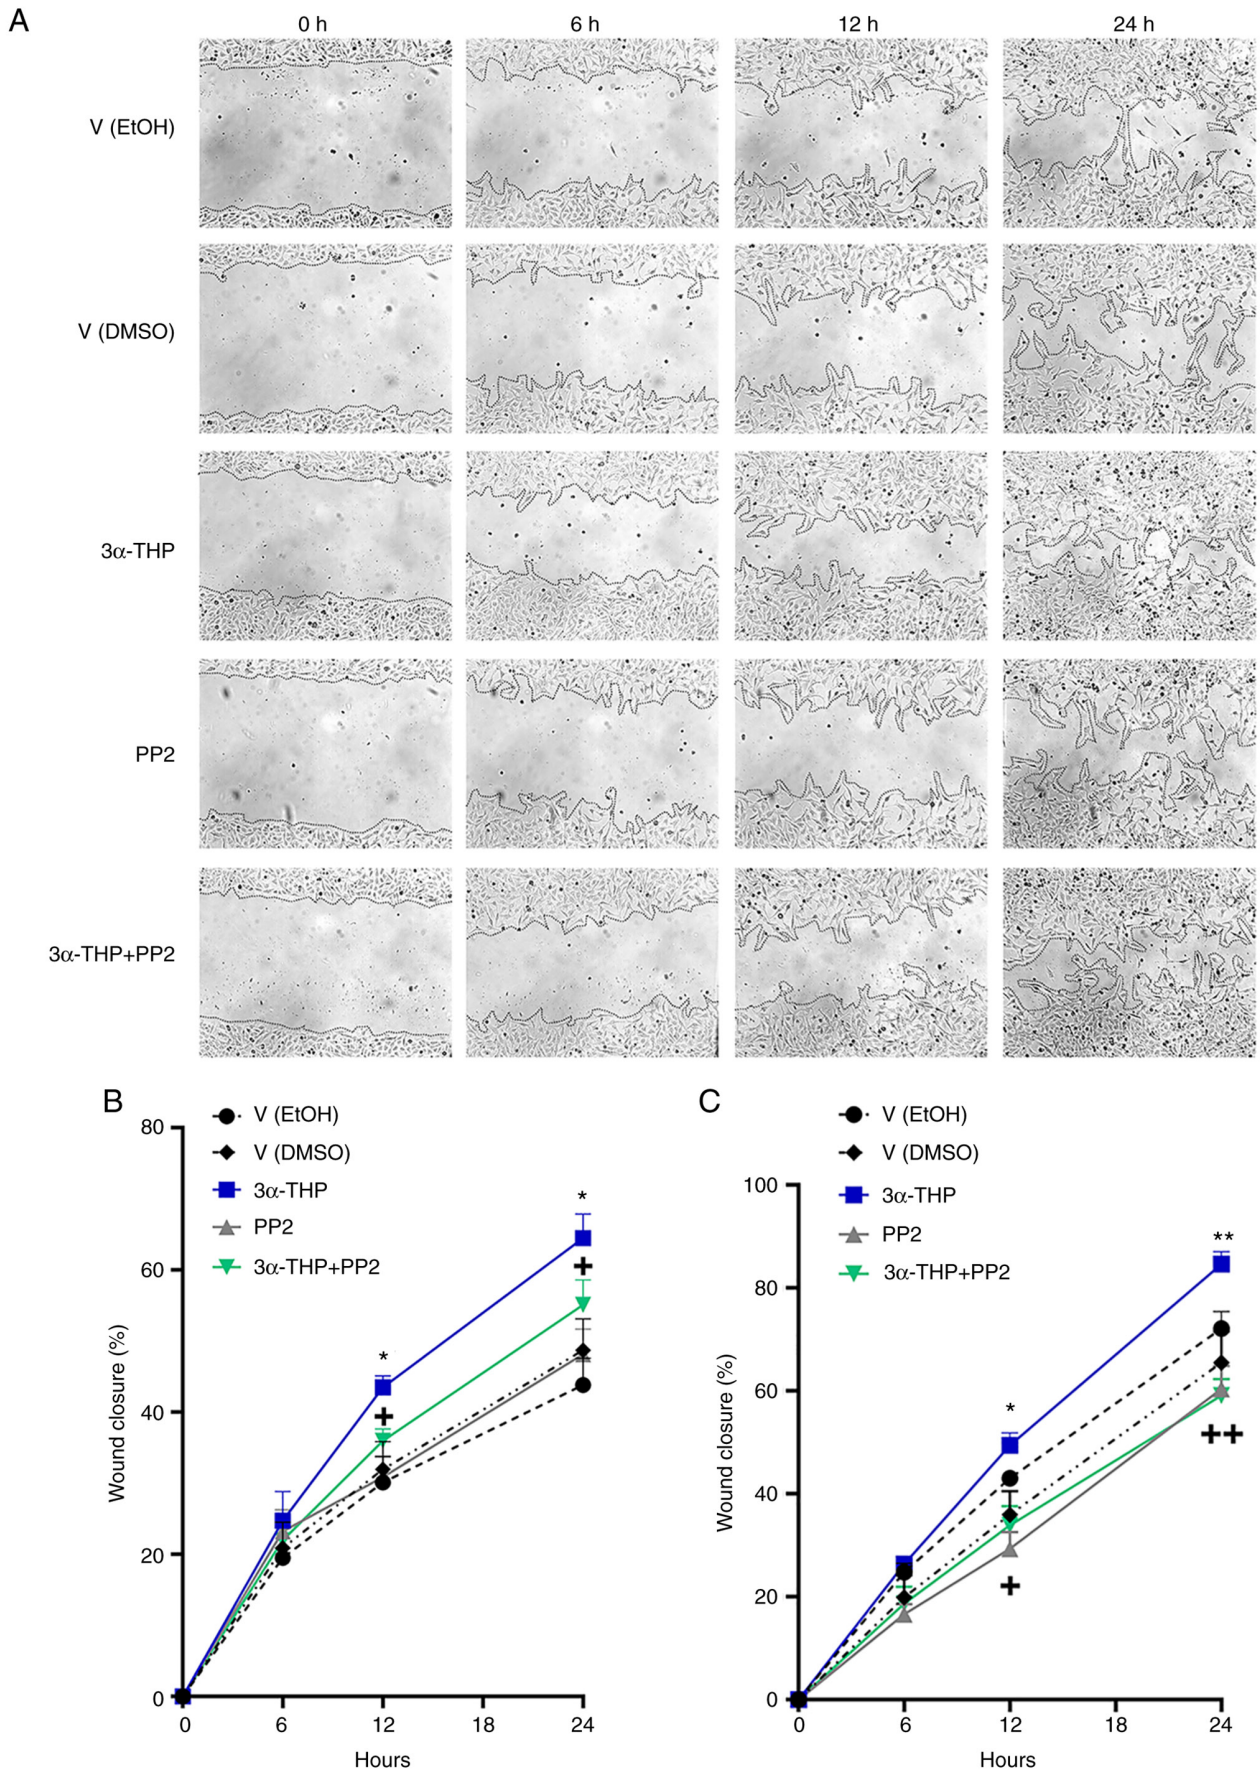 A
0 h 6 h 12 h 24 h
V (EtOH)
V (DMSO)
3α-THP
PP2
3α-THP+PP2
B
V (EtOH)
V (DMSO)
3α-THP
PP2
3α-THP+PP2
80
60
40
20
0
Wound closure (%)
*
+
*
+
0 6 12 18 24
Hours
C
V (EtOH)
V (DMSO)
3α-THP
PP2
3α-THP+PP2
100
80
60
40
20
0
Wound closure (%)
*
+
**
++
0 6 12 18 24
Hours